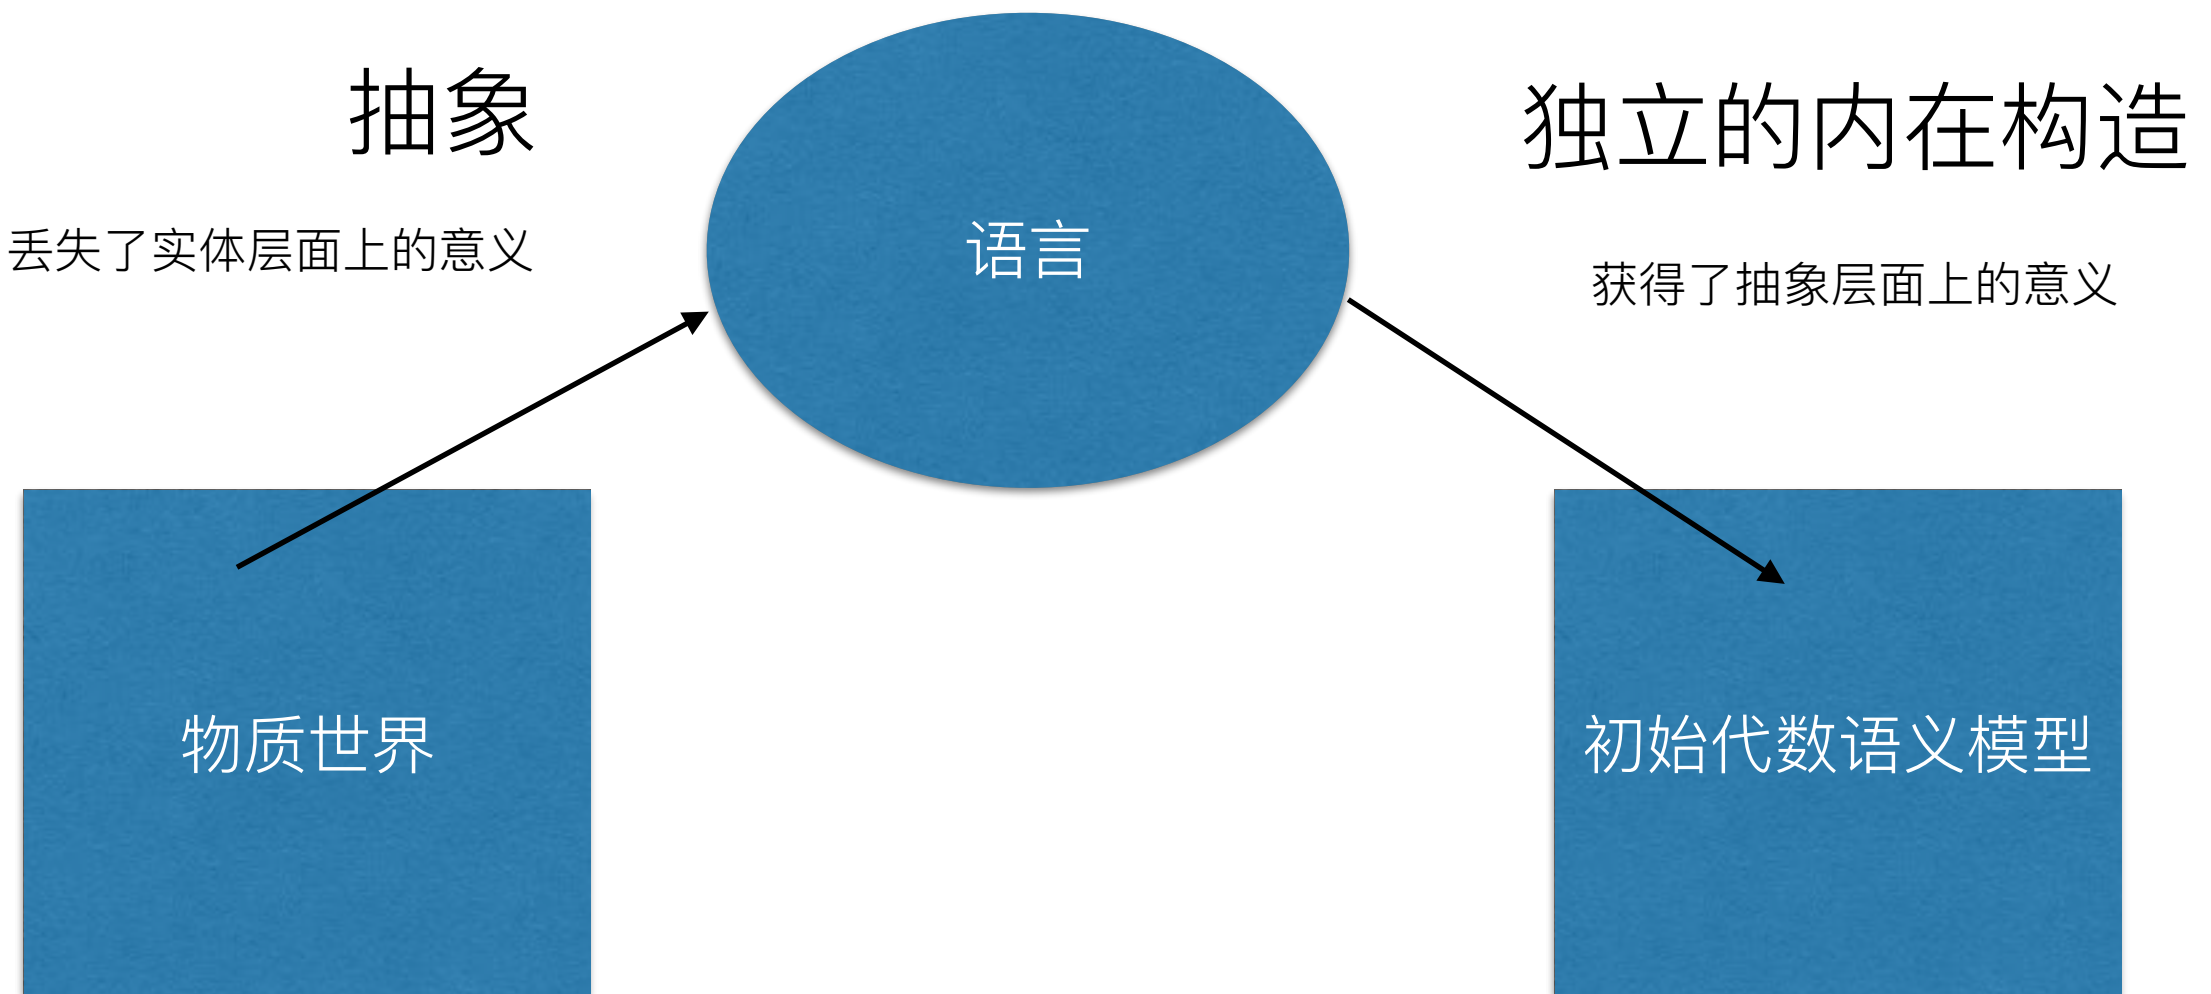 抽象
丢失了实体层面上的意义
语言
独立的内在构造
获得了抽象层面上的意义
物质世界
初始代数语义模型